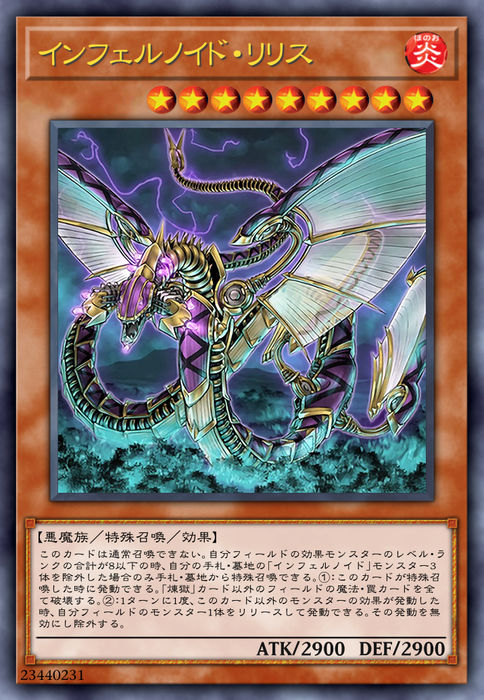 インフェルノイド・リリス
ほのお
炎
【悪魔族／特殊召喚／効果】
このカードは通常召喚できない。自分フィールドの効果モンスターのレベル・ラ
ンクの合計が8以下の時、自分の手札・墓地の「インフェルノイド」モンスター3
体を除外した場合のみ手札・墓地から特殊召喚できる。①：このカードが特殊召
喚した時に発動できる。「煉獄」カード以外のフィールドの魔法・罠カードを全
て破壊する。②：1ターンに1度、このカード以外のモンスターの効果が発動した
時、自分フィールドのモンスター1体をリリースして発動できる。その発動を無
効にし除外する。
ATK/2900 DEF/2900
23440231